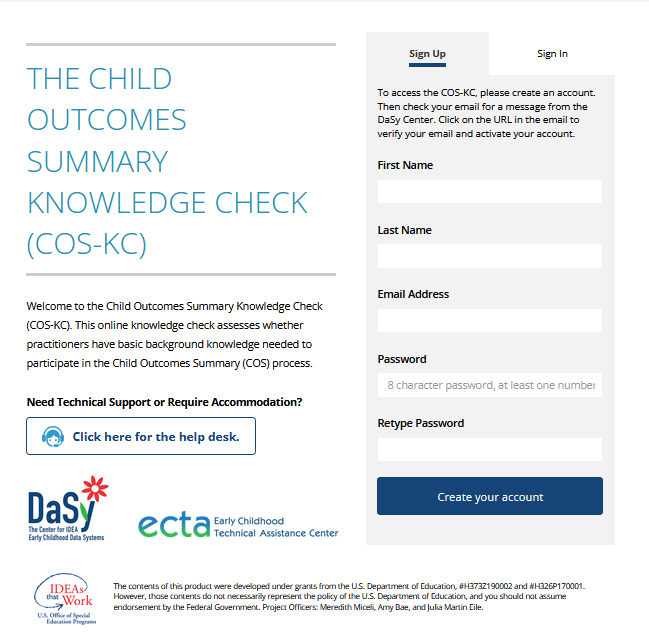 THE CHILD
OUTCOMES
SUMMARY
KNOWLEDGE CHECK
(COS-KC)
Welcome to the Child Outcomes Summary Knowledge Check
(COS-KC). This online knowledge check assesses whether
practitioners have basic background knowledge needed to
participate in the Child Outcomes Summary (COS) process.
Need Technical Support or Require Accommodation?
Click here for the help desk.
DaSy
The Center for IDEA
Early Childhood Data Systems
ecta Early Childhood
Technical Assistance Center
Sign Up
Sign In
To access the COS-KC, please create an account.
Then check your email for a message from the
DaSy Center. Click on the URL in the email to
verify your email and activate your account.
First Name
Last Name
Email Address
Password
8 character password, at least one number
Retype Password
Create your account
IDEAs
that
Work
U.S. Office of Special
Education Programs
The contents of this product were developed under grants from the U.S. Department of Education, #H373Z190002 and #H326P170001.
However, those contents do not necessarily represent the policy of the U.S. Department of Education, and you should not assume
endorsement by the Federal Government. Project Officers: Meredith Miceli, Amy Bae, and Julia Martin Eile.